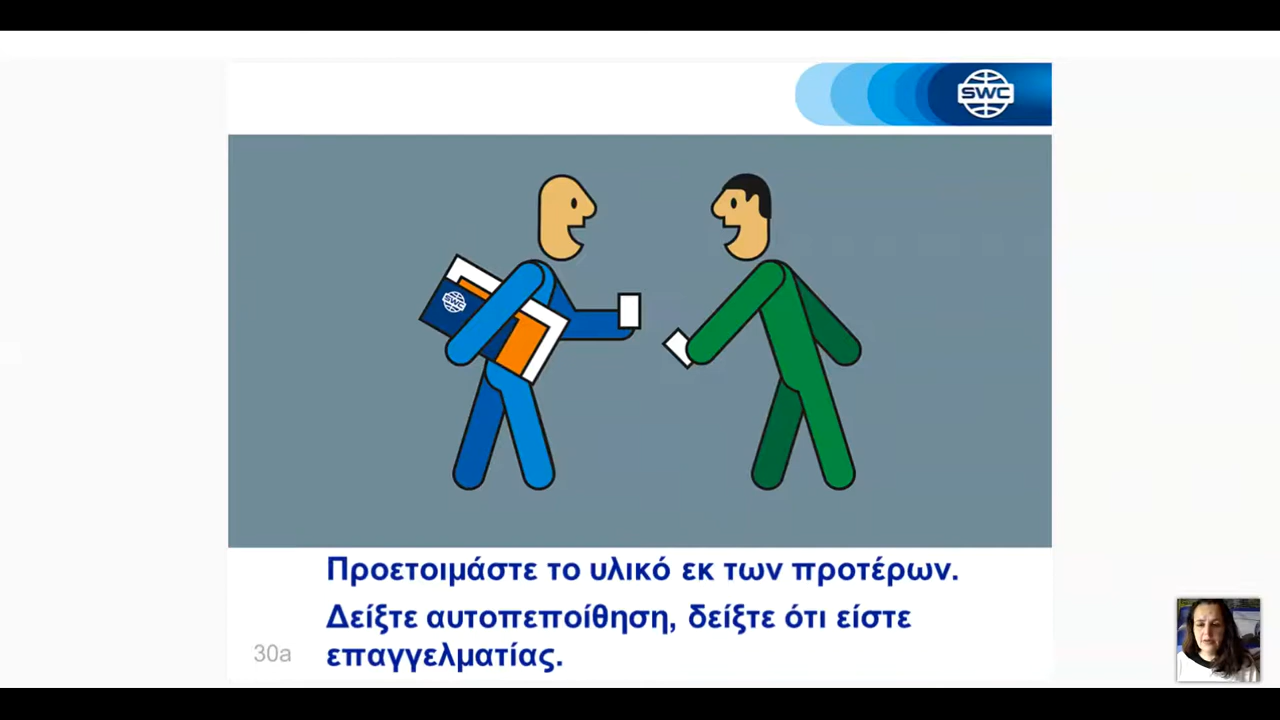 SWC
SWC
Προετοιμάστε το υλικό εκ των προτέρων.
Δείξτε αυτοπεποίθηση, δείξτε ότι είστε
επαγγελματίας.
30a